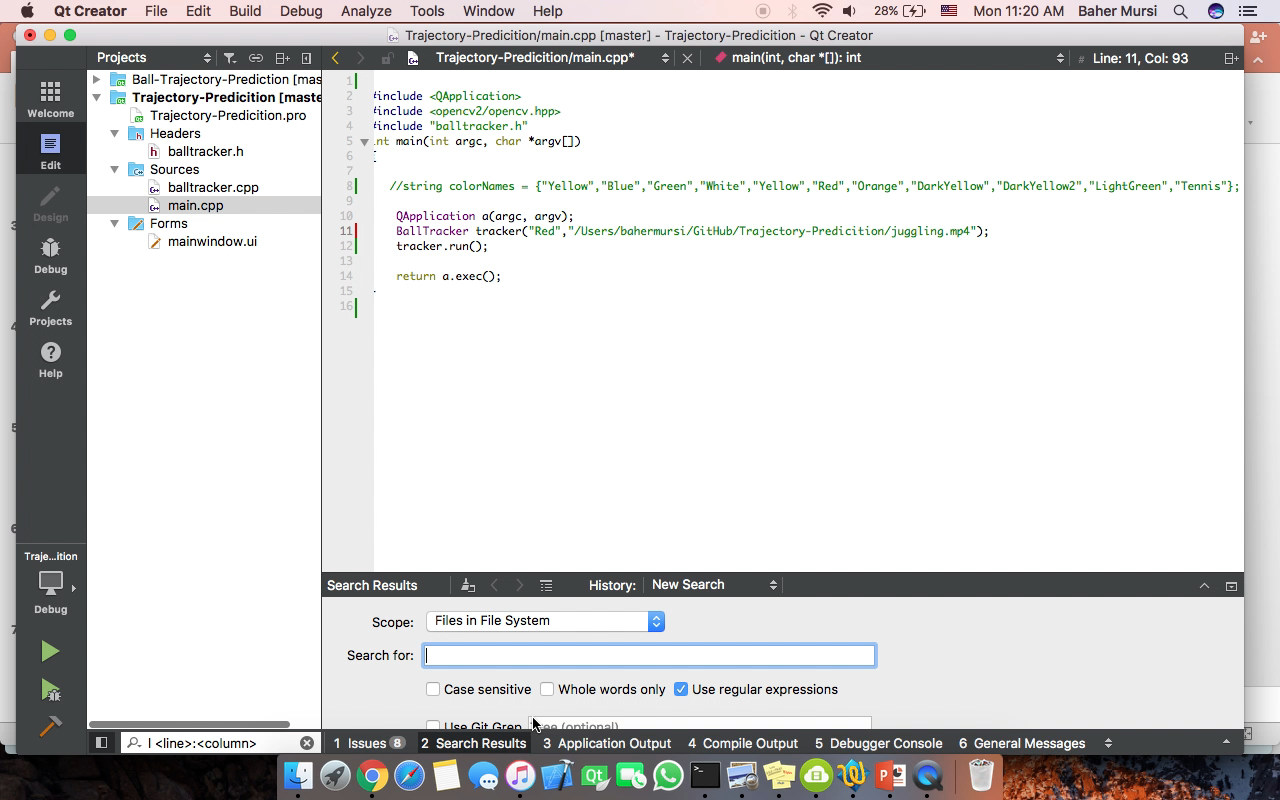 Qt Creator File Edit Build Debug Analyze Tools Window Help 28% Mon 11:20 AM Baher Mursi
Trajectory-Predicition/main.cpp [master] - Trajectory-Predicition - Qt Creator
Projects Trajectory-Predicition/main.cpp* main(int, char *[]): int # Line: 11, Col: 93
Welcome
Edit
Design
Debug
Projects
Help
Traje...ition
Debug
Ball-Trajectory-Prediction [mas
Trajectory-Predicition [maste
Trajectory-Predicition.pro
Headers
balltracker.h
Sources
balltracker.cpp
main.cpp
Forms
mainwindow.ui
1
2 #include <QApplication>
3 #include <opencv2/opencv.hpp>
4 #include "balltracker.h"
5 int main(int argc, char *argv[])
6 {
7
8 //string colorNames = {"Yellow","Blue","Green","White","Yellow","Red","Orange","DarkYellow","DarkYellow2","LightGreen","Tennis"};
9
10 QApplication a(argc, argv);
11 BallTracker tracker("Red","/Users/bahermursi/GitHub/Trajectory-Predicition/juggling.mp4");
12 tracker.run();
13
14 return a.exec();
15
16
Search Results History: New Search
Scope: Files in File System
Search for:
Case sensitive Whole words only Use regular expressions
Use Git Grep (optional)
l <line>:<column> 1 Issues 8 2 Search Results 3 Application Output 4 Compile Output 5 Debugger Console 6 General Messages